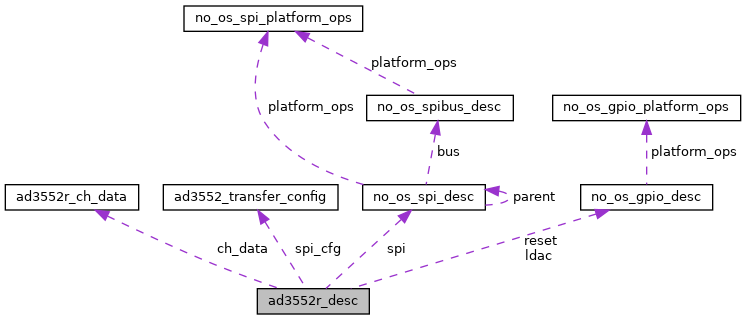 no_os_spi_platform_ops
platform_ops
no_os_spibus_desc
no_os_gpio_platform_ops
platform_ops
bus
platform_ops
ad3552r_ch_data
ad3552_transfer_config
no_os_spi_desc
parent
no_os_gpio_desc
ch_data
spi_cfg
spi
reset
ldac
ad3552r_desc